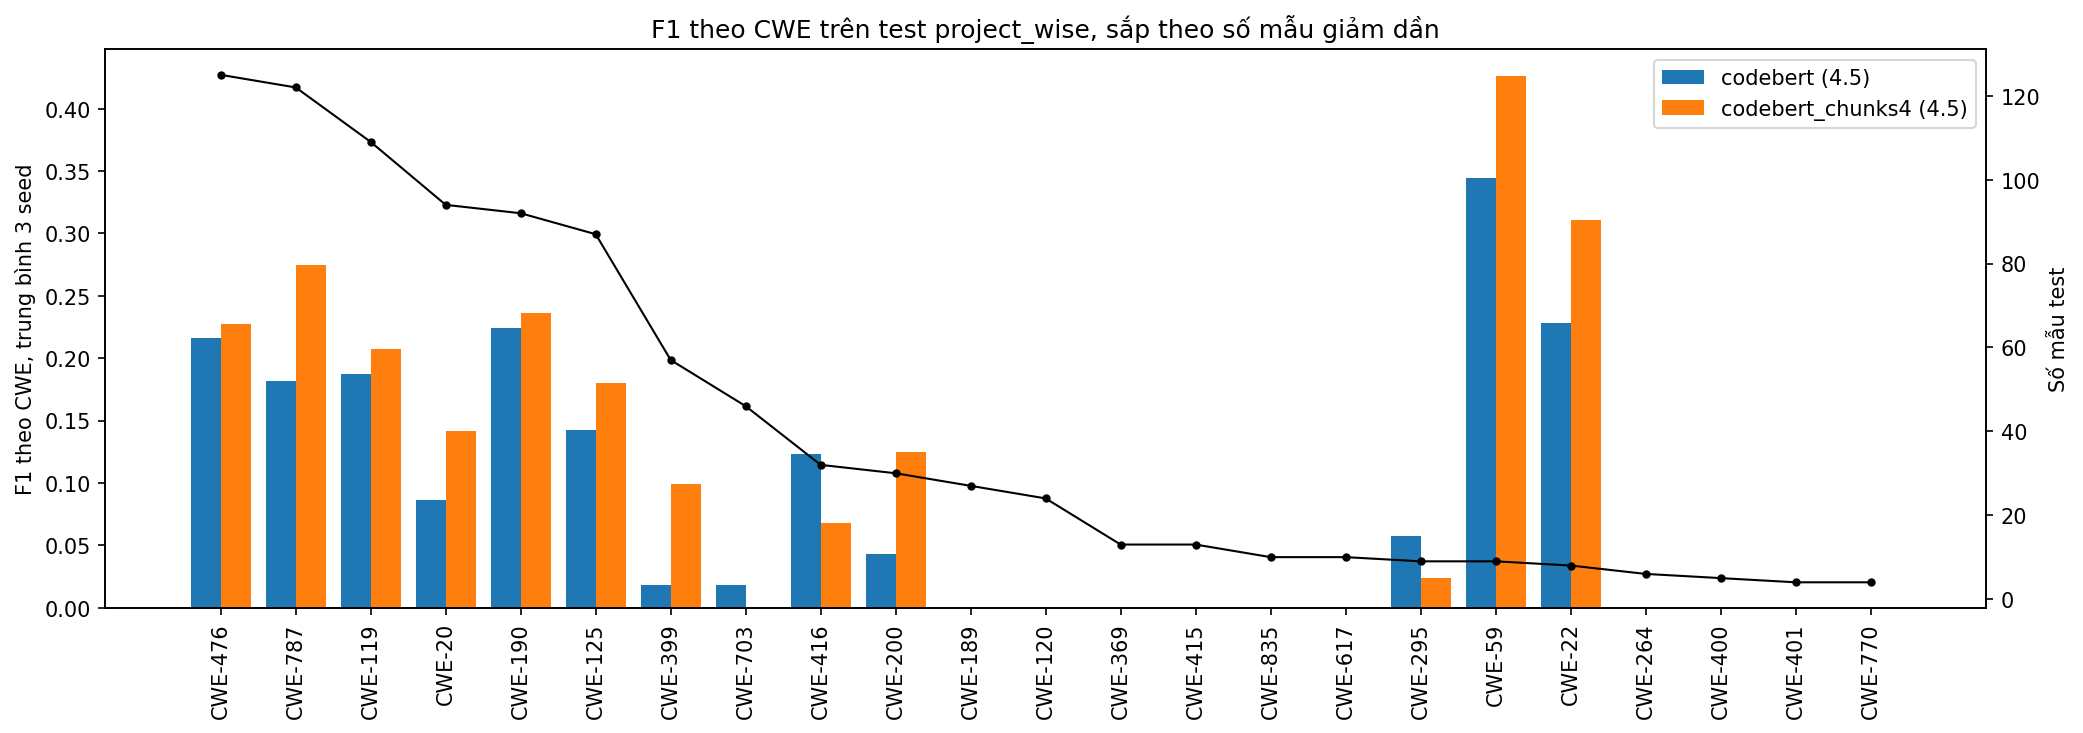 F1 theo CWE trên test project_wise, sắp theo số mẫu giảm dần
codebert (4.5)
codebert_chunks4 (4.5)
F1 theo CWE, trung bình 3 seed
0.40
0.35
0.30
0.25
0.20
0.15
0.10
0.05
0.00
120
100
80
60
40
20
0
Số mẫu test
CWE-476
CWE-787
CWE-119
CWE-20
CWE-190
CWE-125
CWE-399
CWE-703
CWE-416
CWE-200
CWE-189
CWE-120
CWE-369
CWE-415
CWE-835
CWE-617
CWE-295
CWE-59
CWE-22
CWE-264
CWE-400
CWE-401
CWE-770